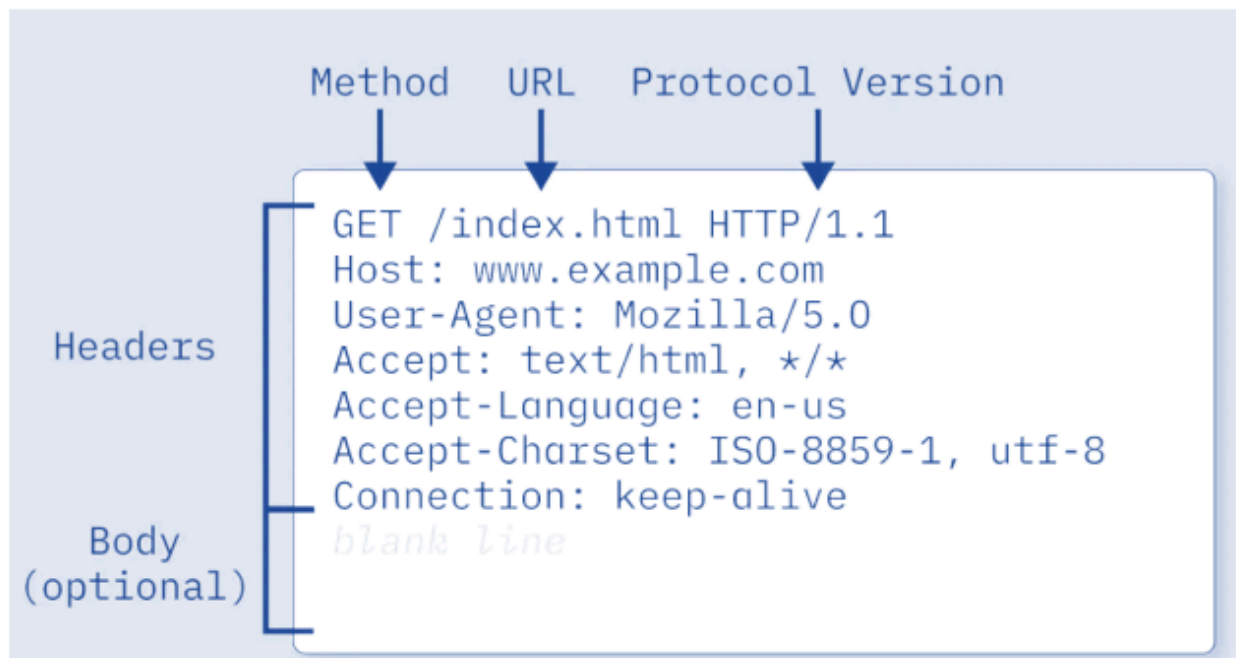 Method URL Protocol Version
GET /index.html HTTP/1.1
Host: www.example.com
User-Agent: Mozilla/5.0
Headers
Accept: text/html, */*
Accept-Language: en-us
Accept-Charset: ISO-8859-1, utf-8
Connection: keep-alive
Body
(optional)
blank line